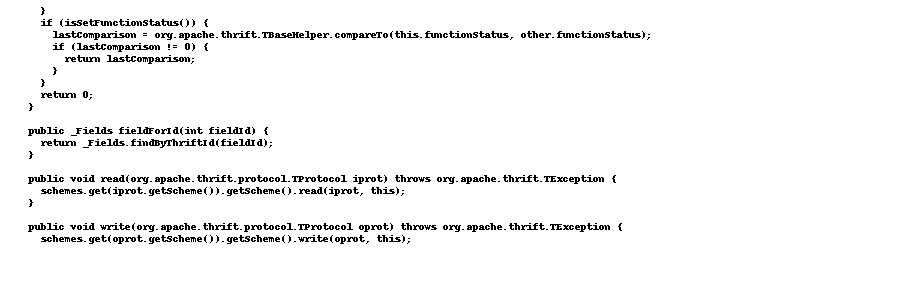 }
if (isSetFunctionStatus()) {
lastComparison = org.apache.thrift.TBaseHelper.compareTo(this.functionStatus, other.functionStatus);
if (lastComparison != 0) {
return lastComparison;
}
}
return 0;
}
public _Fields fieldForId(int fieldId) {
return _Fields.findByThriftId(fieldId);
}
public void read(org.apache.thrift.protocol.TProtocol iprot) throws org.apache.thrift.TException {
schemes.get(iprot.getScheme()).getScheme().read(iprot, this);
}
public void write(org.apache.thrift.protocol.TProtocol oprot) throws org.apache.thrift.TException {
schemes.get(oprot.getScheme()).getScheme().write(oprot, this);